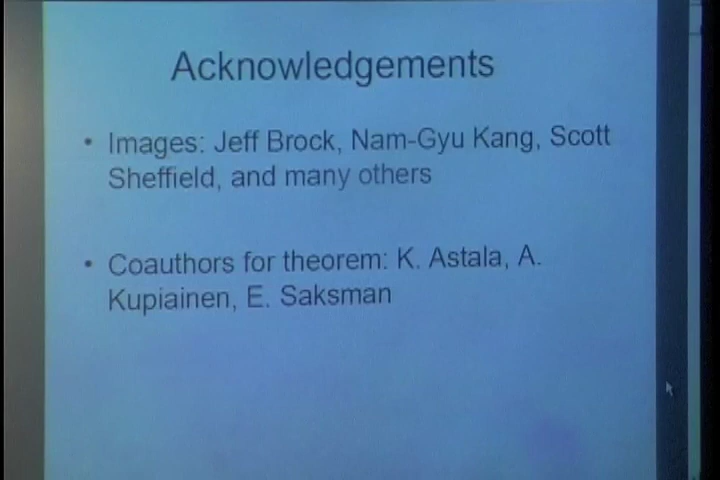 Acknowledgements
• Images: Jeff Brock, Nam-Gyu Kang, Scott
Sheffield, and many others
• Coauthors for theorem: K. Astala, A.
Kupiainen, E. Saksman